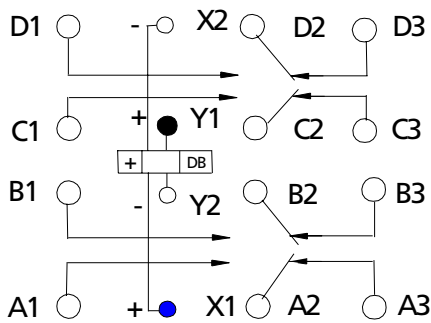 D1 - X2 D2 D3
+ Y1
C1 C2 C3
+ DB
B1 - Y2 B2 B3
A1 + X1 A2 A3